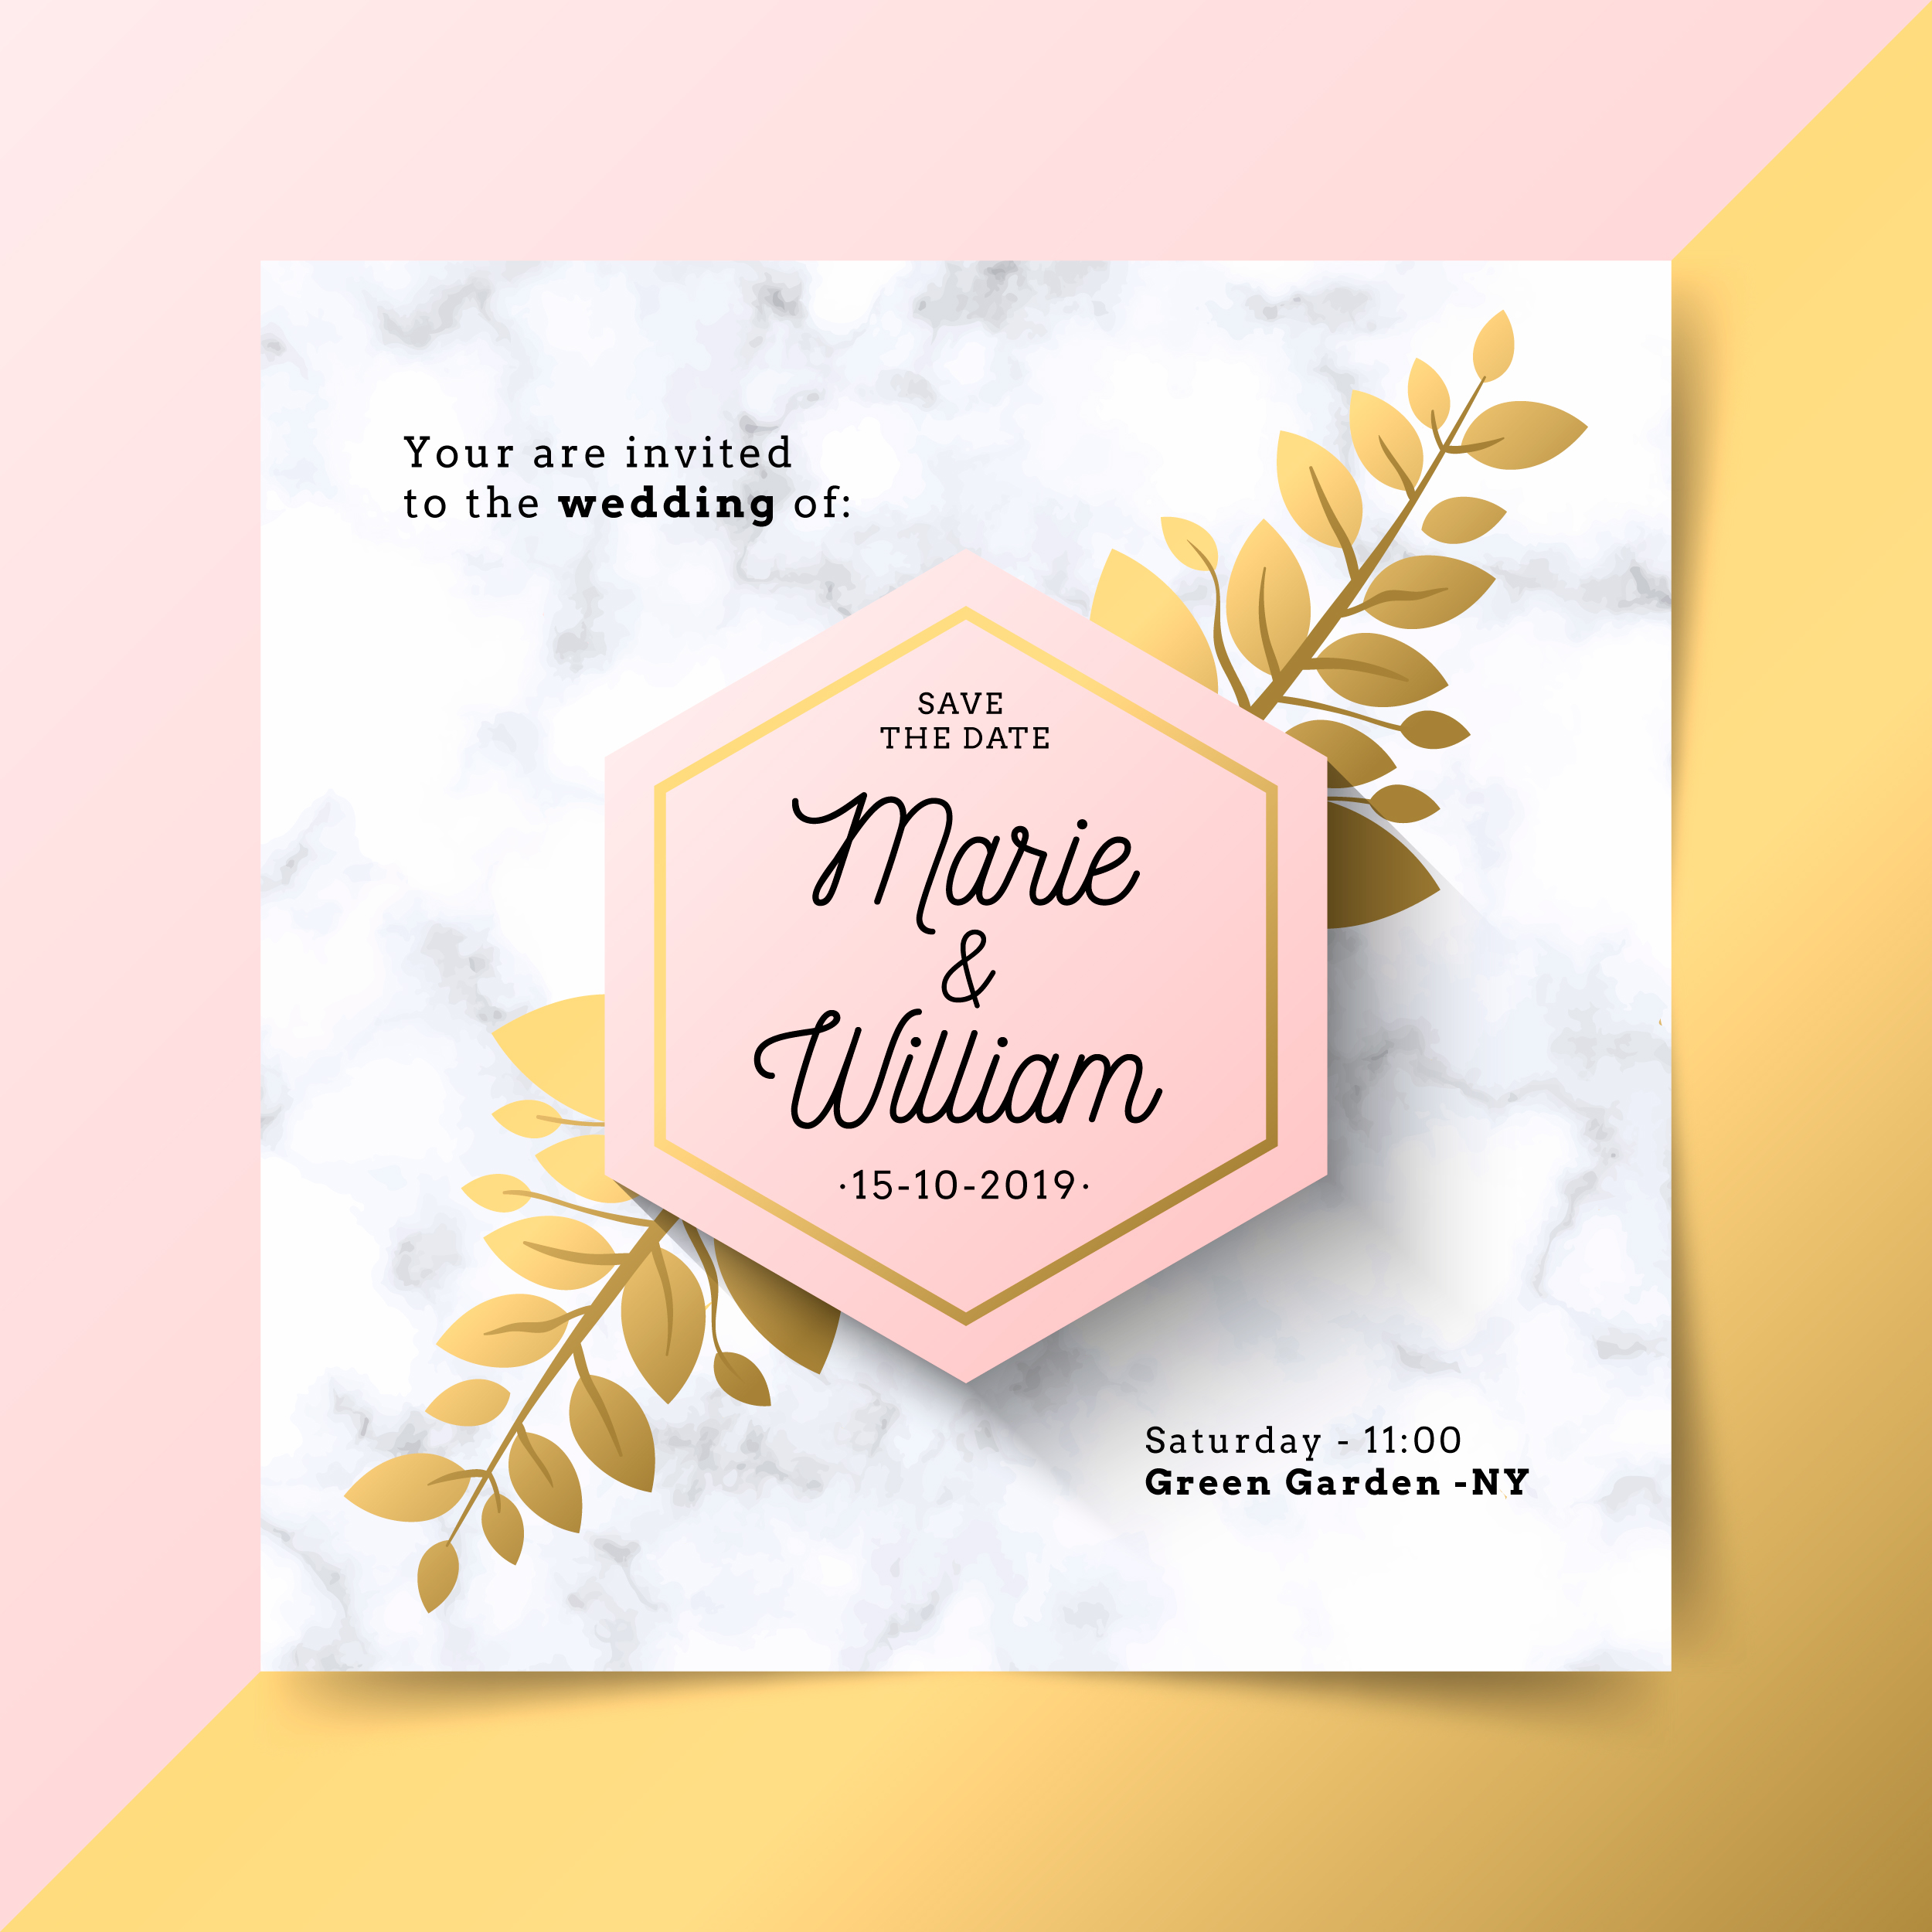 Your are invited
to the wedding of:
SAVE
THE DATE
Marie
&
William
·15-10-2019·
Saturday - 11:00
Green Garden -NY